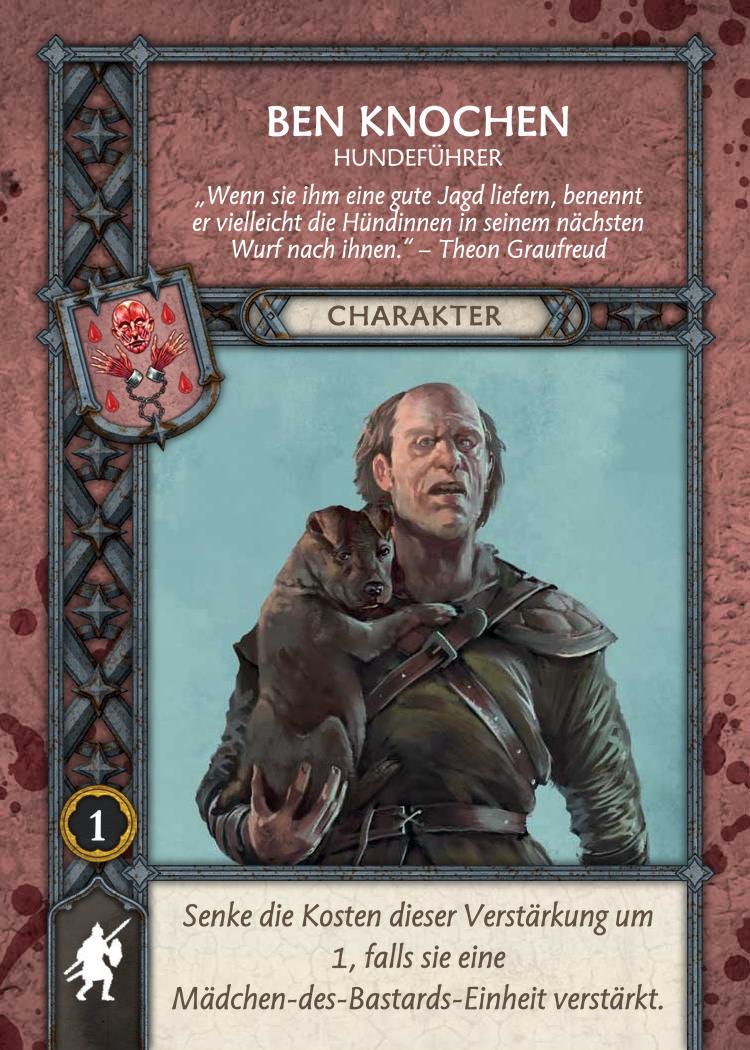 BEN KNOCHEN
HUNDEFÜHRER
„Wenn sie ihm eine gute Jagd liefern, benennt
er vielleicht die Hündinnen in seinem nächsten
Wurf nach ihnen.“ – Theon Graufreud
CHARAKTER
1
Senke die Kosten dieser Verstärkung um
1, falls sie eine
Mädchen-des-Bastards-Einheit verstärkt.